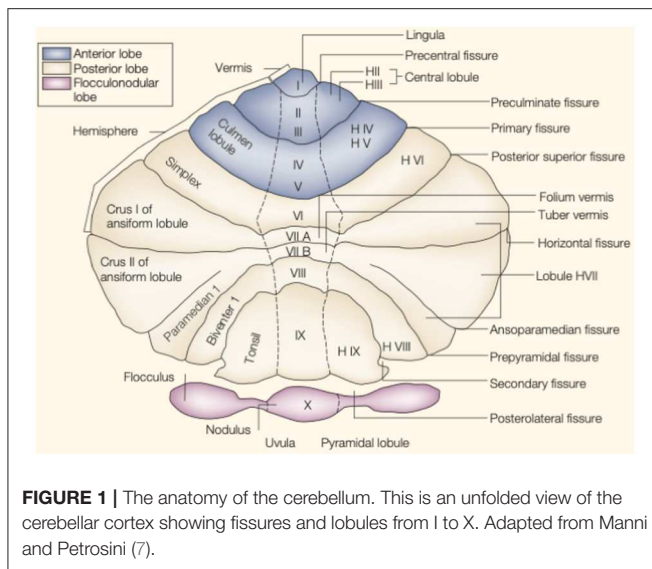 Anterior lobe
Posterior lobe
Flocculonodular
lobe
Vermis
Hemisphere
Lingula
Precentral fissure
HII
HIII
Central lobule
Preculminate fissure
Primary fissure
Posterior superior fissure
Folium vermis
Tuber vermis
Horizontal fissure
Lobule HVII
Ansoparamedian fissure
Prepyramidal fissure
Secondary fissure
Posterolateral fissure
I
II
III
Culmen
lobule
H IV
H V
IV
V
Simplex
H VI
VI
Crus I of
ansiform lobule
VII A
VII B
Crus II of
ansiform lobule
VIII
Paramedian 1
Biventer 1
Tonsil
IX
H IX
H VIII
Flocculus
X
Nodulus
Uvula
Pyramidal lobule
FIGURE 1 | The anatomy of the cerebellum. This is an unfolded view of the
cerebellar cortex showing fissures and lobules from I to X. Adapted from Manni
and Petrosini (7).